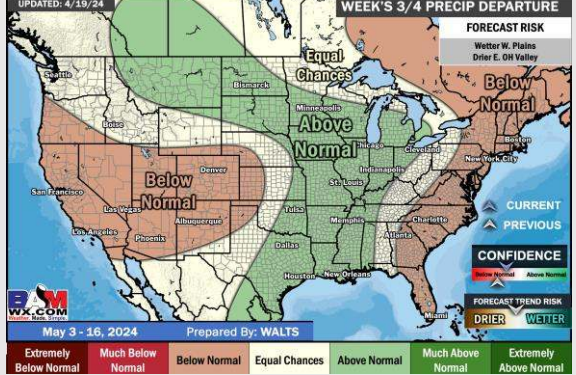 UPDATED: 4/19/24
WEEK'S 3/4 PRECIP DEPARTURE
FORECAST RISK
Wetter W. Plains
Drier E. OH Valley
Seattle
Equal
Chances
Bismarck
Below
Normal
Minneapolis
Boise
Above
Normal
Boston
Chicago
Cleveland
New York City
Below
Normal
Denver
Indianapolis
San Francisco
St. Louis
Las Vegas
CURRENT
Albuquerque
Tulsa
Memphis
Charlotte
PREVIOUS
Los Angeles
Phoenix
Atlanta
Dallas
CONFIDENCE
Below Normal
Above Normal
Houston
New Orleans
BAM
WX.COM
Weather. Made. Simple.
FORECAST TREND RISK
DRIER
WETTER
Miami
May 3 - 16, 2024
Prepared By: WALTS
Extremely
Below Normal
Much Below
Normal
Below Normal
Equal Chances
Above Normal
Much Above
Normal
Extremely
Above Normal